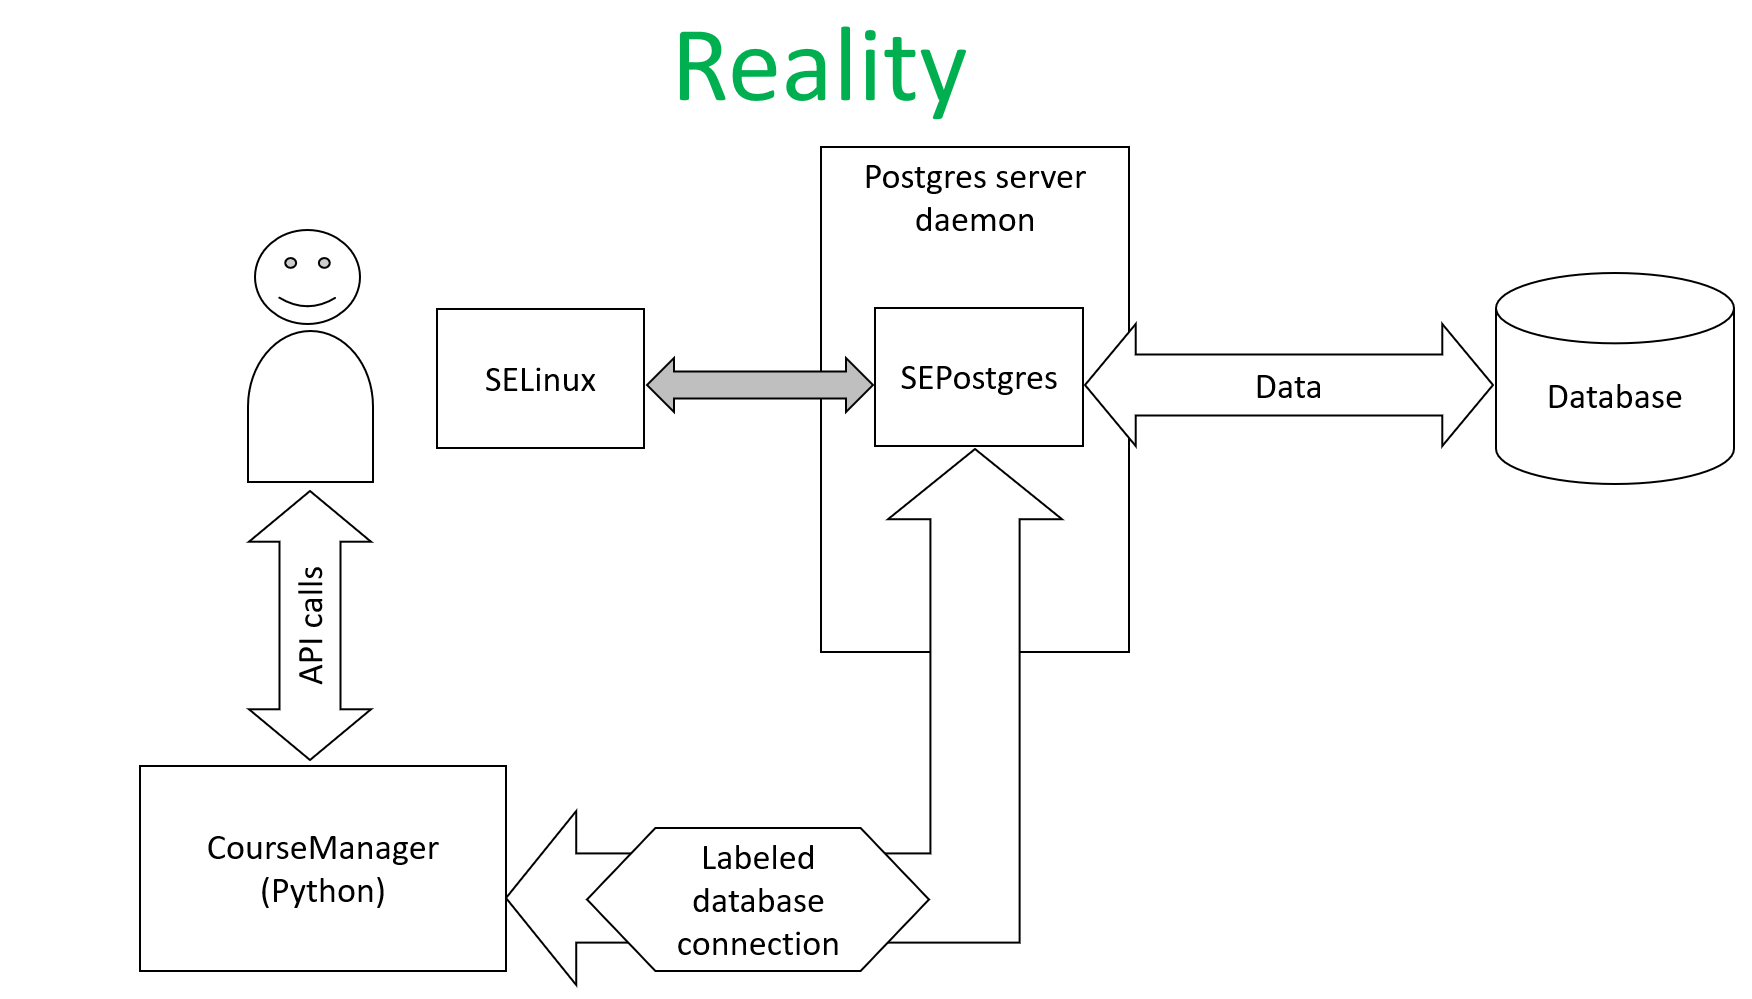 Reality
Postgres server
daemon
SELinux
SEPostgres
Data
Database
API calls
CourseManager
(Python)
Labeled
database
connection